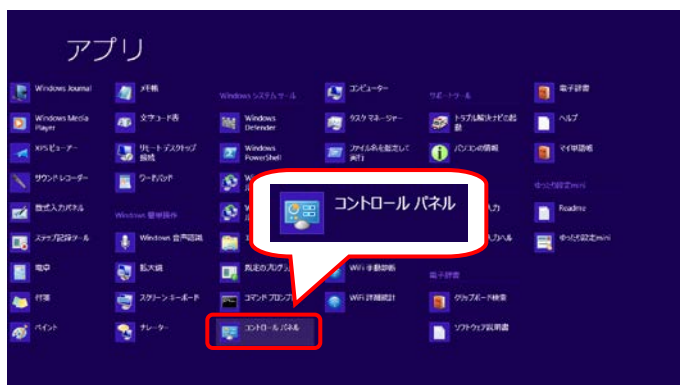 アプリ
Windows Journal
Windows Media
Player
XPS ビューアー
サウンド レコーダー
数式入力パネル
ステップ記録ツール
電卓
付箋
ペイント
メモ帳
文字コード表
リモート デスクトップ
接続
ワードパッド
Windows 簡単操作
Windows 音声認識
拡大鏡
スクリーン キーボード
ナレーター
Windows システム ツール
Windows
Defender
Windows
PowerShell
既定のプログラム
コマンド プロンプト
コントロール パネル
コントロール パネル
コンピューター
タスク マネージャー
ファイル名を指定して
実行
WiFi 自動診断
WiFi 詳細統計
サポートツール
トラブル解決ナビの起
動
パソコンの情報
電子辞書
クリップボード検索
ソフトウェア説明書
電子辞書
ヘルプ
マイ単語帳
ゆったり設定mini
Readme
ゆったり設定mini